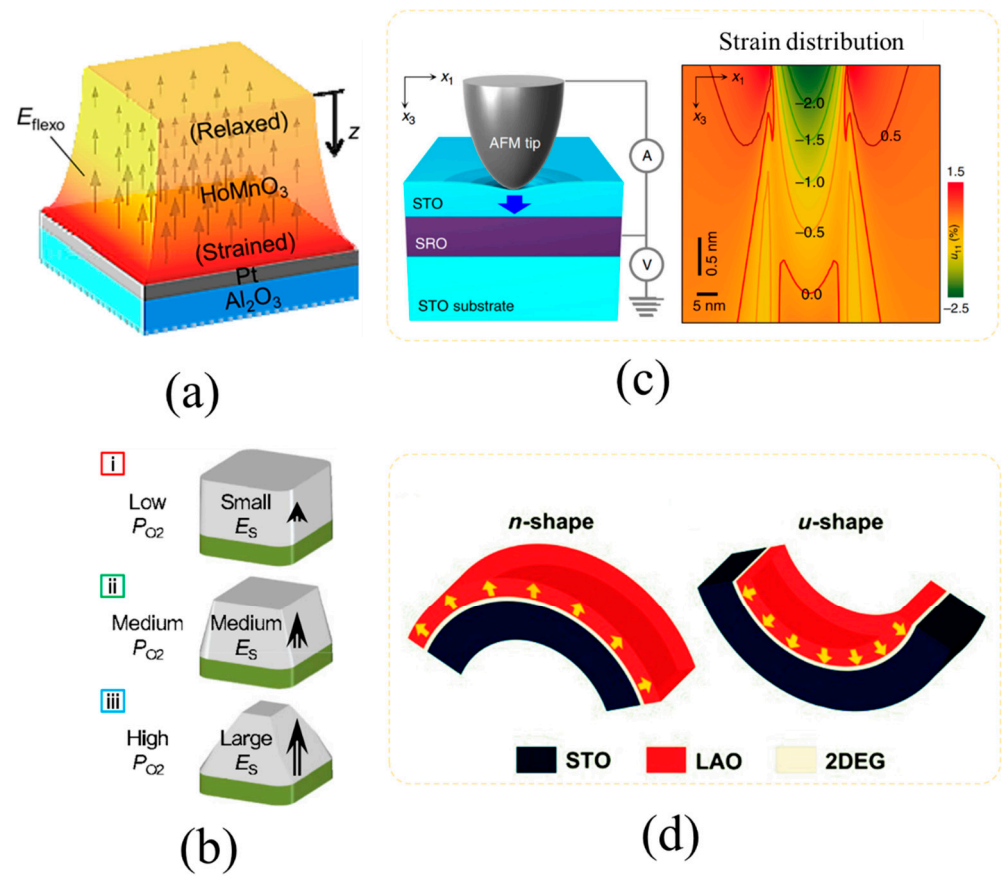 E_flexo
(Relaxed)
z
HoMnO₃
(Strained)
Pt
Al₂O₃
(a)
x₁
x₃
AFM tip
STO
SRO
STO substrate
A
V
Strain distribution
x₁
x₃
−2.0
−1.5
0.5
−1.0
−0.5
0.0
0.5 nm
5 nm
1.5
u₁₁ (%)
−2.5
(c)
i
Low
P_O2
Small
E_S
ii
Medium
P_O2
Medium
E_S
iii
High
P_O2
Large
E_S
(b)
n-shape
u-shape
STO
LAO
2DEG
(d)